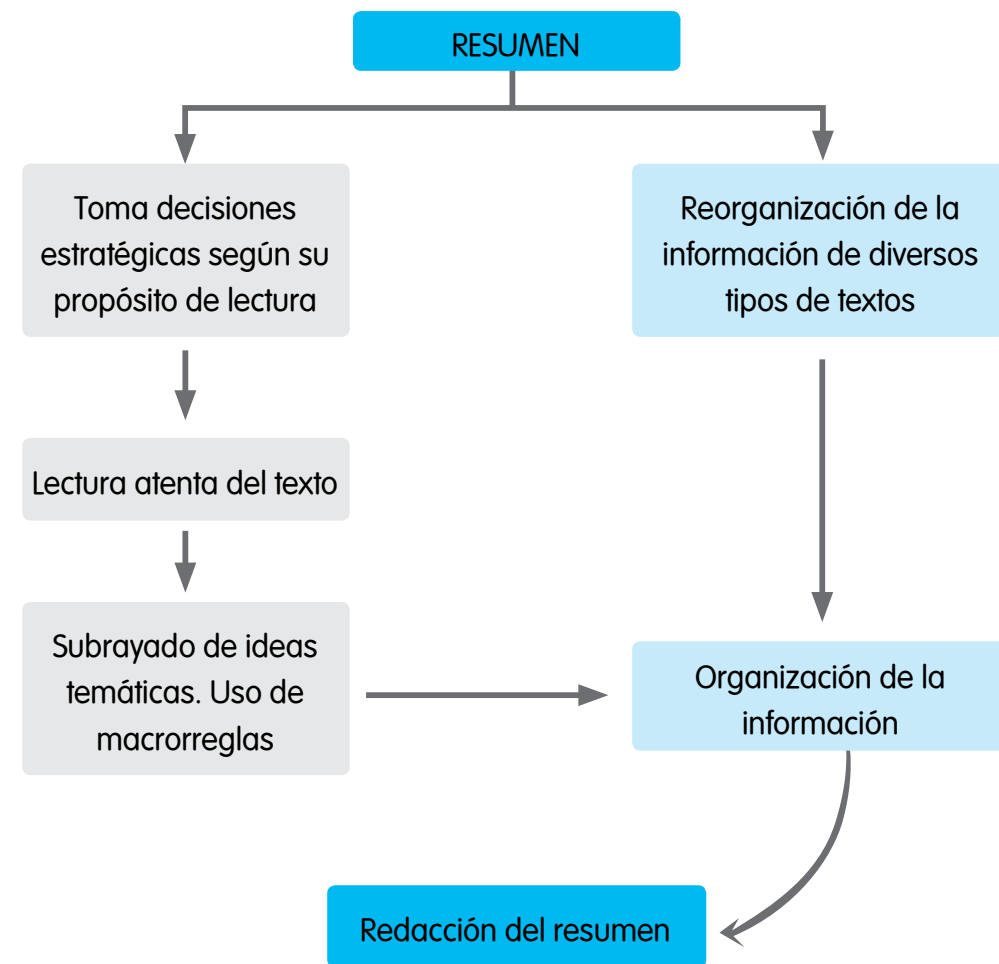 RESUMEN
Toma decisiones
estratégicas según su
propósito de lectura
Reorganización de la
información de diversos
tipos de textos
Lectura atenta del texto
Subrayado de ideas
temáticas. Uso de
macrorreglas
Organización de la
información
Redacción del resumen